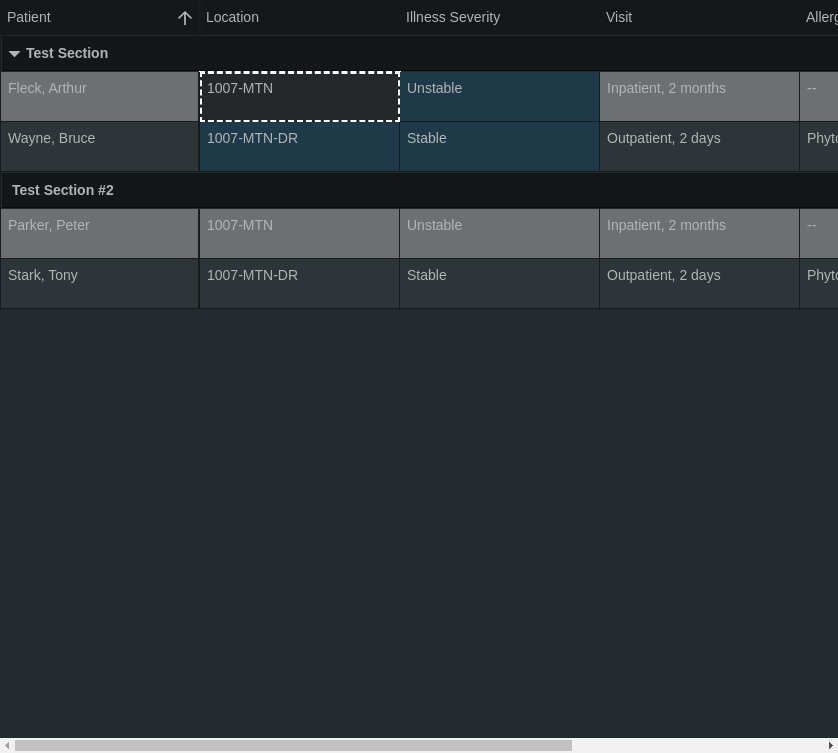 Patient Location Illness Severity Visit Allerg
Test Section
Fleck, Arthur 1007-MTN Unstable Inpatient, 2 months --
Wayne, Bruce 1007-MTN-DR Stable Outpatient, 2 days Phyto
Test Section #2
Parker, Peter 1007-MTN Unstable Inpatient, 2 months --
Stark, Tony 1007-MTN-DR Stable Outpatient, 2 days Phyto